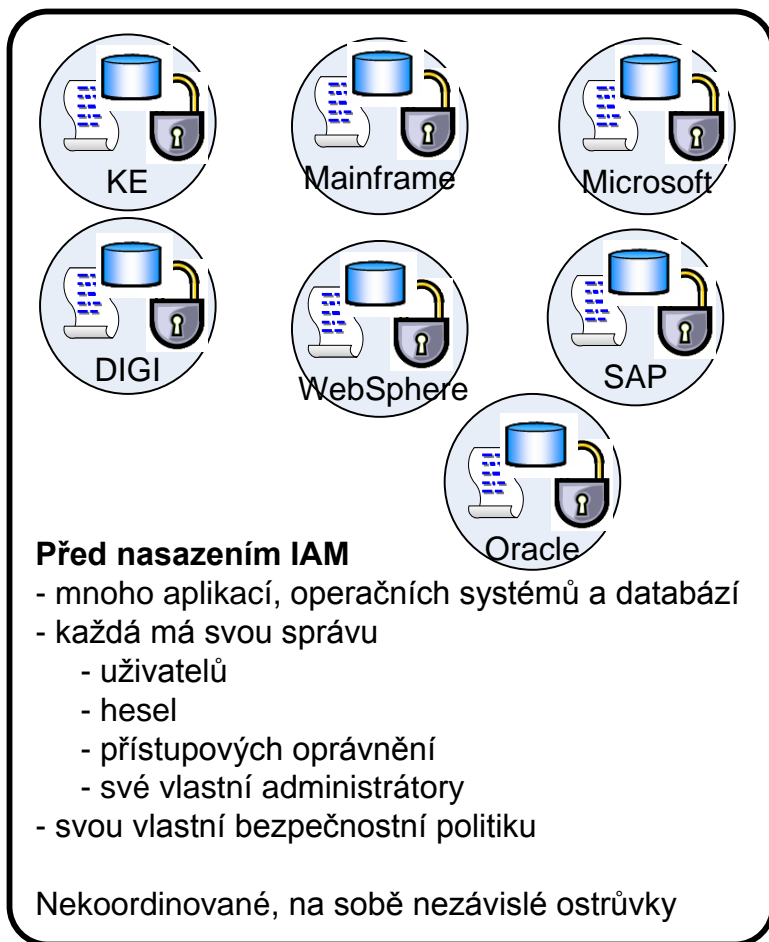 KE
Mainframe
Microsoft
DIGI
WebSphere
SAP
Oracle
Před nasazením IAM
- mnoho aplikací, operačních systémů a databází
- každá má svou správu
- uživatelů
- hesel
- přístupových oprávnění
- své vlastní administrátory
- svou vlastní bezpečnostní politiku
Nekoordinované, na sobě nezávislé ostrůvky